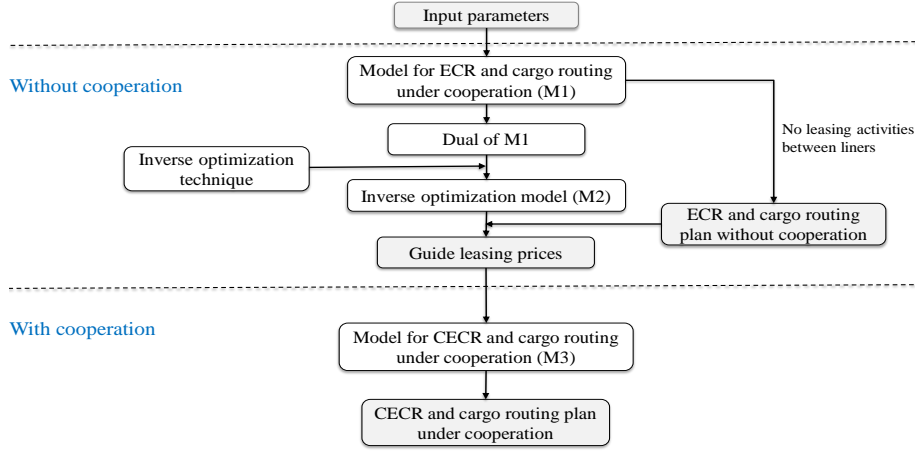 Input parameters
Without cooperation
Model for ECR and cargo routing
under cooperation (M1)
Dual of M1
No leasing activities
between liners
Inverse optimization
technique
Inverse optimization model (M2)
ECR and cargo routing
plan without cooperation
Guide leasing prices
With cooperation
Model for CECR and cargo routing
under cooperation (M3)
CECR and cargo routing plan
under cooperation